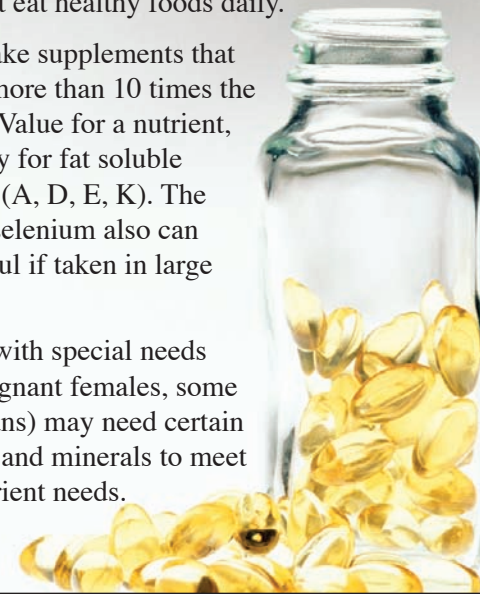 t eat healthy foods daily.
ke supplements that
nore than 10 times the
Value for a nutrient,
y for fat soluble
(A, D, E, K). The
elenium also can
ul if taken in large
with special needs
gnant females, some
ns) may need certain
and minerals to meet
rient needs.